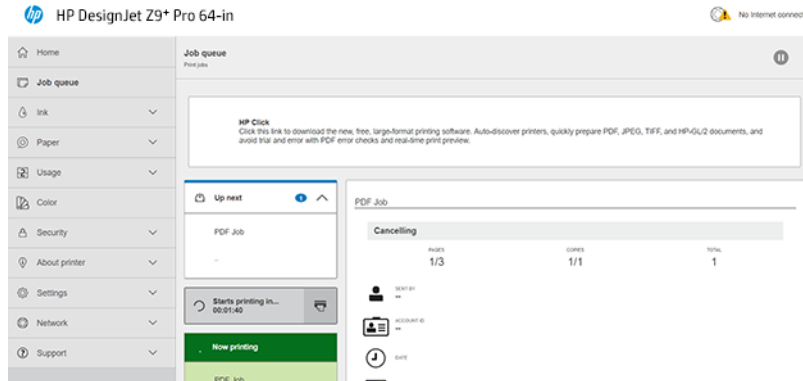 hp HP DesignJet Z9⁺ Pro 64-in
No Internet connec
Home
Job queue
Ink
Paper
Usage
Color
Security
About printer
Settings
Network
Support
Job queue
Print jobs
HP Click
Click this link to download the new, free, large-format printing software. Auto-discover printers, quickly prepare PDF, JPEG, TIFF, and HP-GL/2 documents, and
avoid trial and error with PDF error checks and real-time print preview.
Up next 1
PDF Job
--
Starts printing in...
00:01:40
Now printing
PDF Job
PDF Job
Cancelling
PAGES COPIES TOTAL
1/3 1/1 1
SENT BY
--
ACCOUNT ID
--
DATE